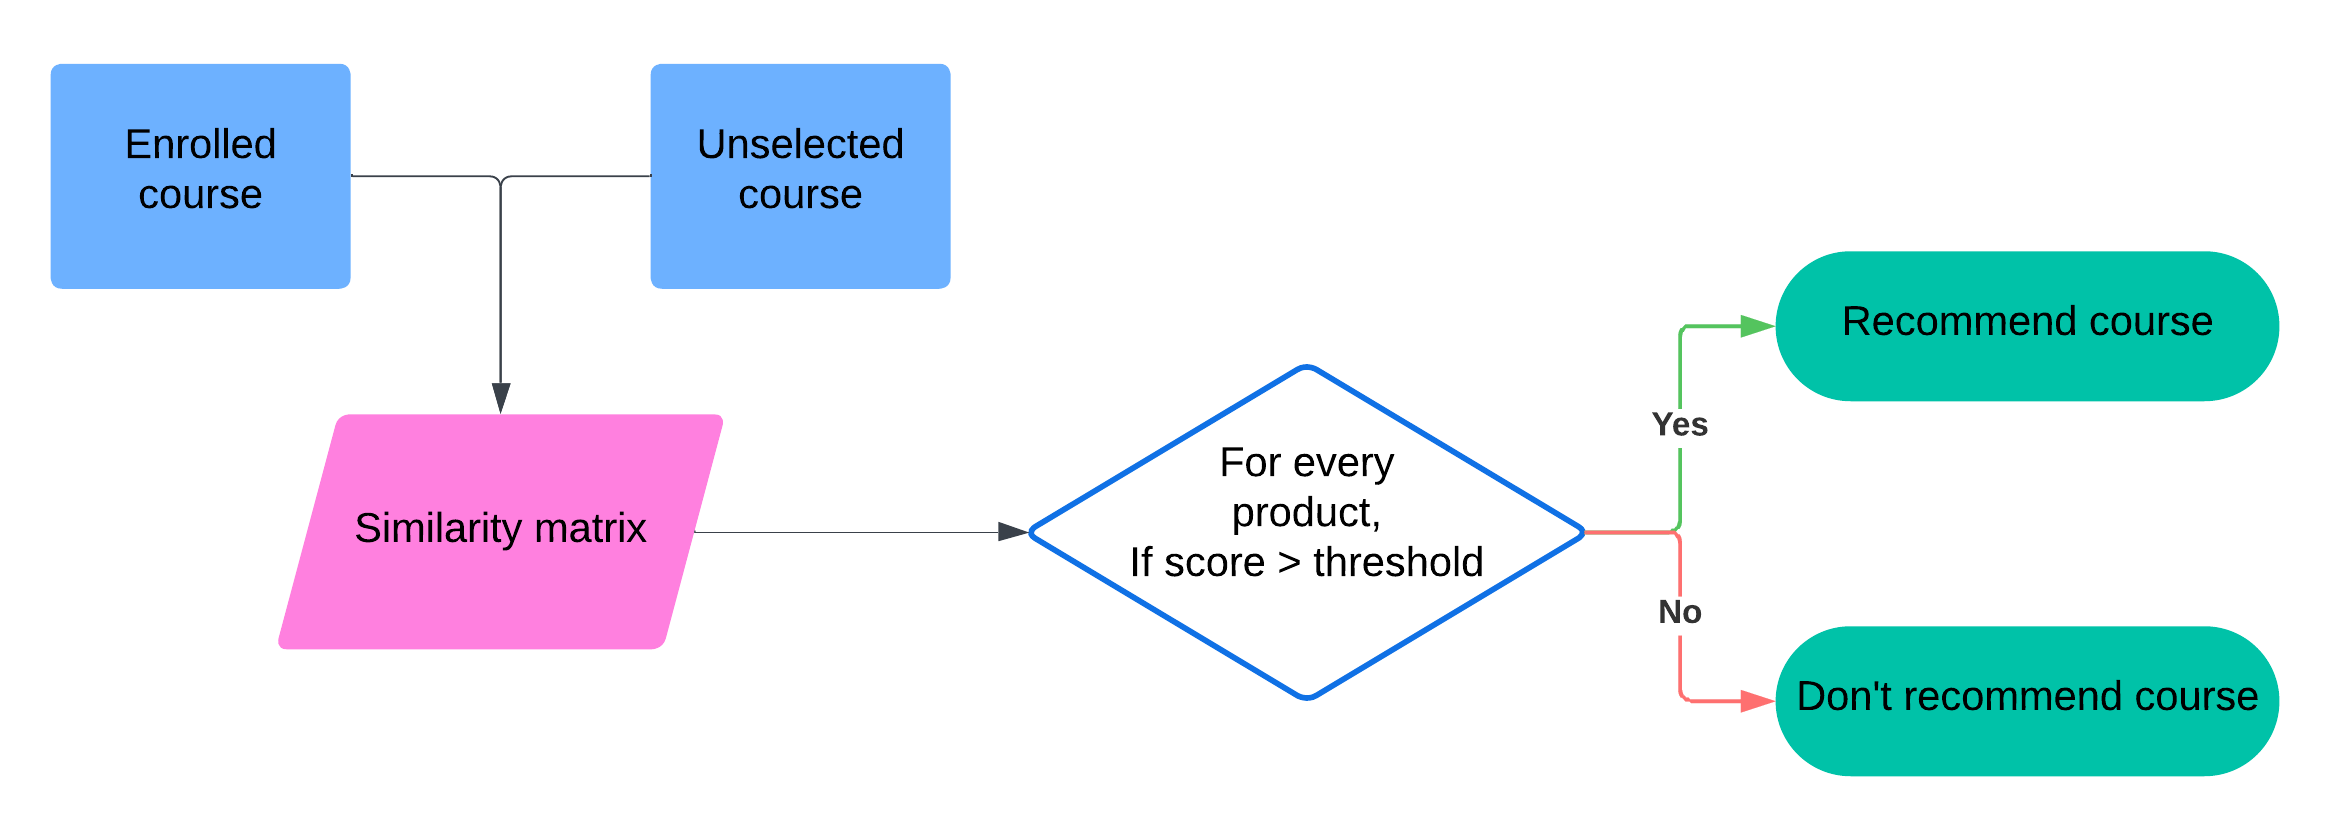 Enrolled
course
Unselected
course
Similarity matrix
For every
product,
If score > threshold
Yes
No
Recommend course
Don't recommend course